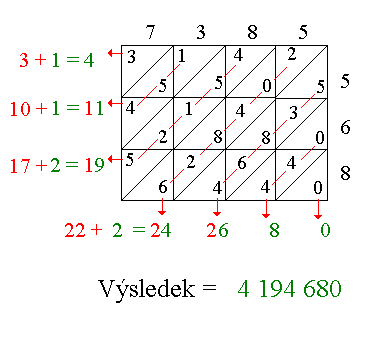 7 3 8 5
3 + 1 = 4 3 1 4 2
5 5 0 5 5
10 + 1 = 11 4 1 4 3
2 8 8 0 6
17 + 2 = 19 5 2 6 4
6 4 4 0 8
22 + 2 = 24 26 8 0
Výsledek = 4 194 680